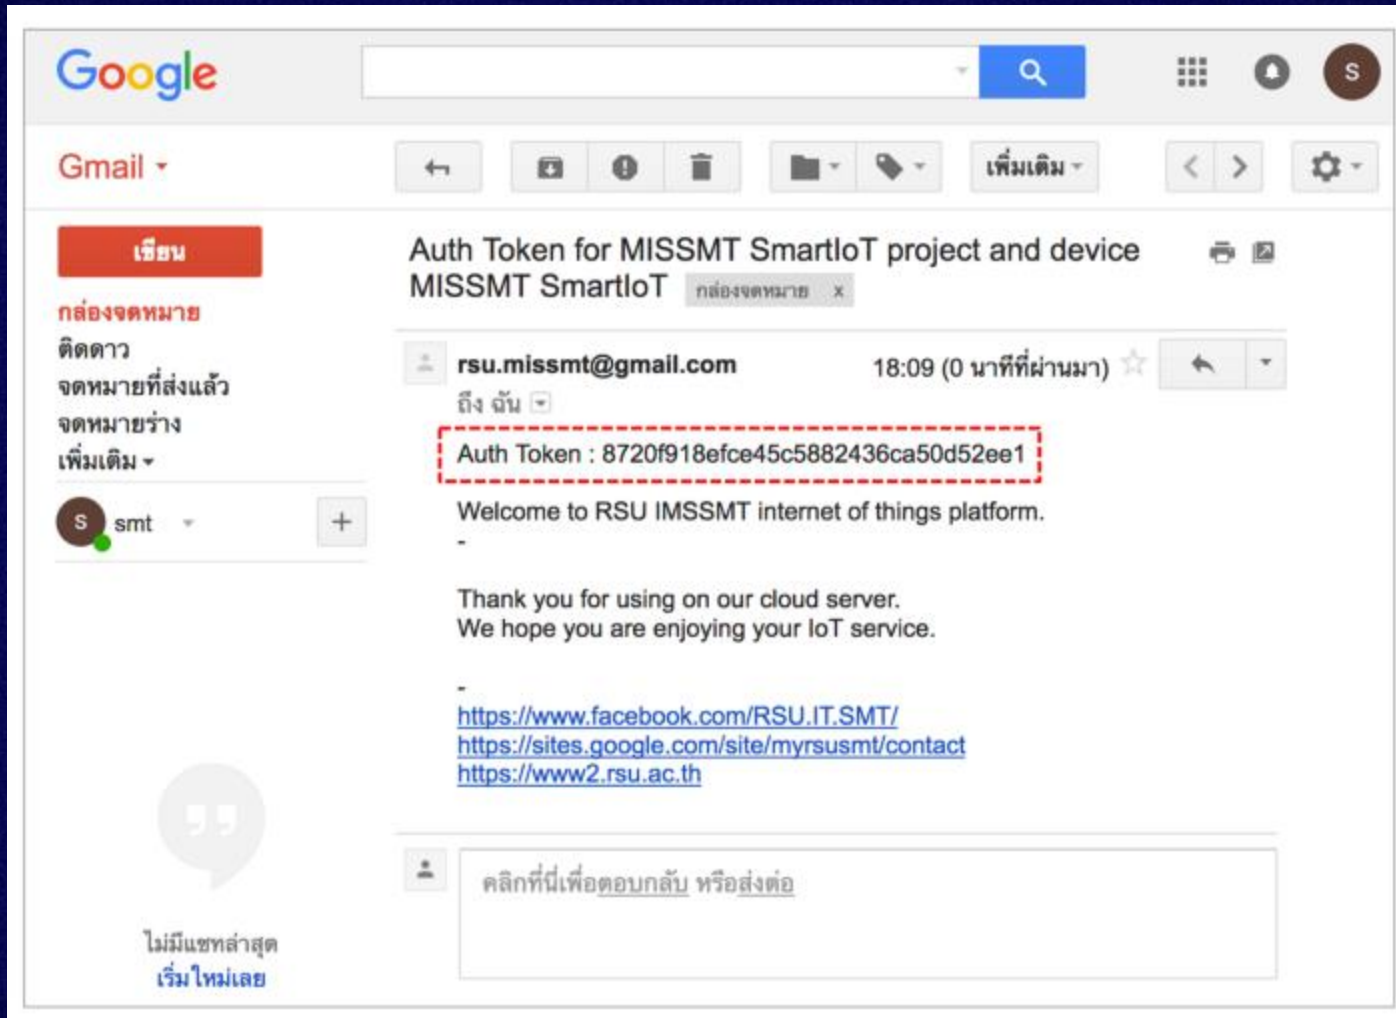 Google
S
Gmail
เพิ่มเติม
เขียน
กล่องจดหมาย
ติดดาว
จดหมายที่ส่งแล้ว
จดหมายร่าง
เพิ่มเติม
S smt
+
ไม่มีแชทล่าสุด
เริ่มใหม่เลย
Auth Token for MISSMT SmartIoT project and device
MISSMT SmartIoT กล่องจดหมาย x
rsu.missmt@gmail.com 18:09 (0 นาทีที่ผ่านมา)
ถึง ฉัน
Auth Token : 8720f918efce45c5882436ca50d52ee1
Welcome to RSU IMSSMT internet of things platform.
-
Thank you for using on our cloud server.
We hope you are enjoying your IoT service.
-
https://www.facebook.com/RSU.IT.SMT/
https://sites.google.com/site/myrsusmt/contact
https://www2.rsu.ac.th
คลิกที่นี่เพื่อตอบกลับ หรือส่งต่อ